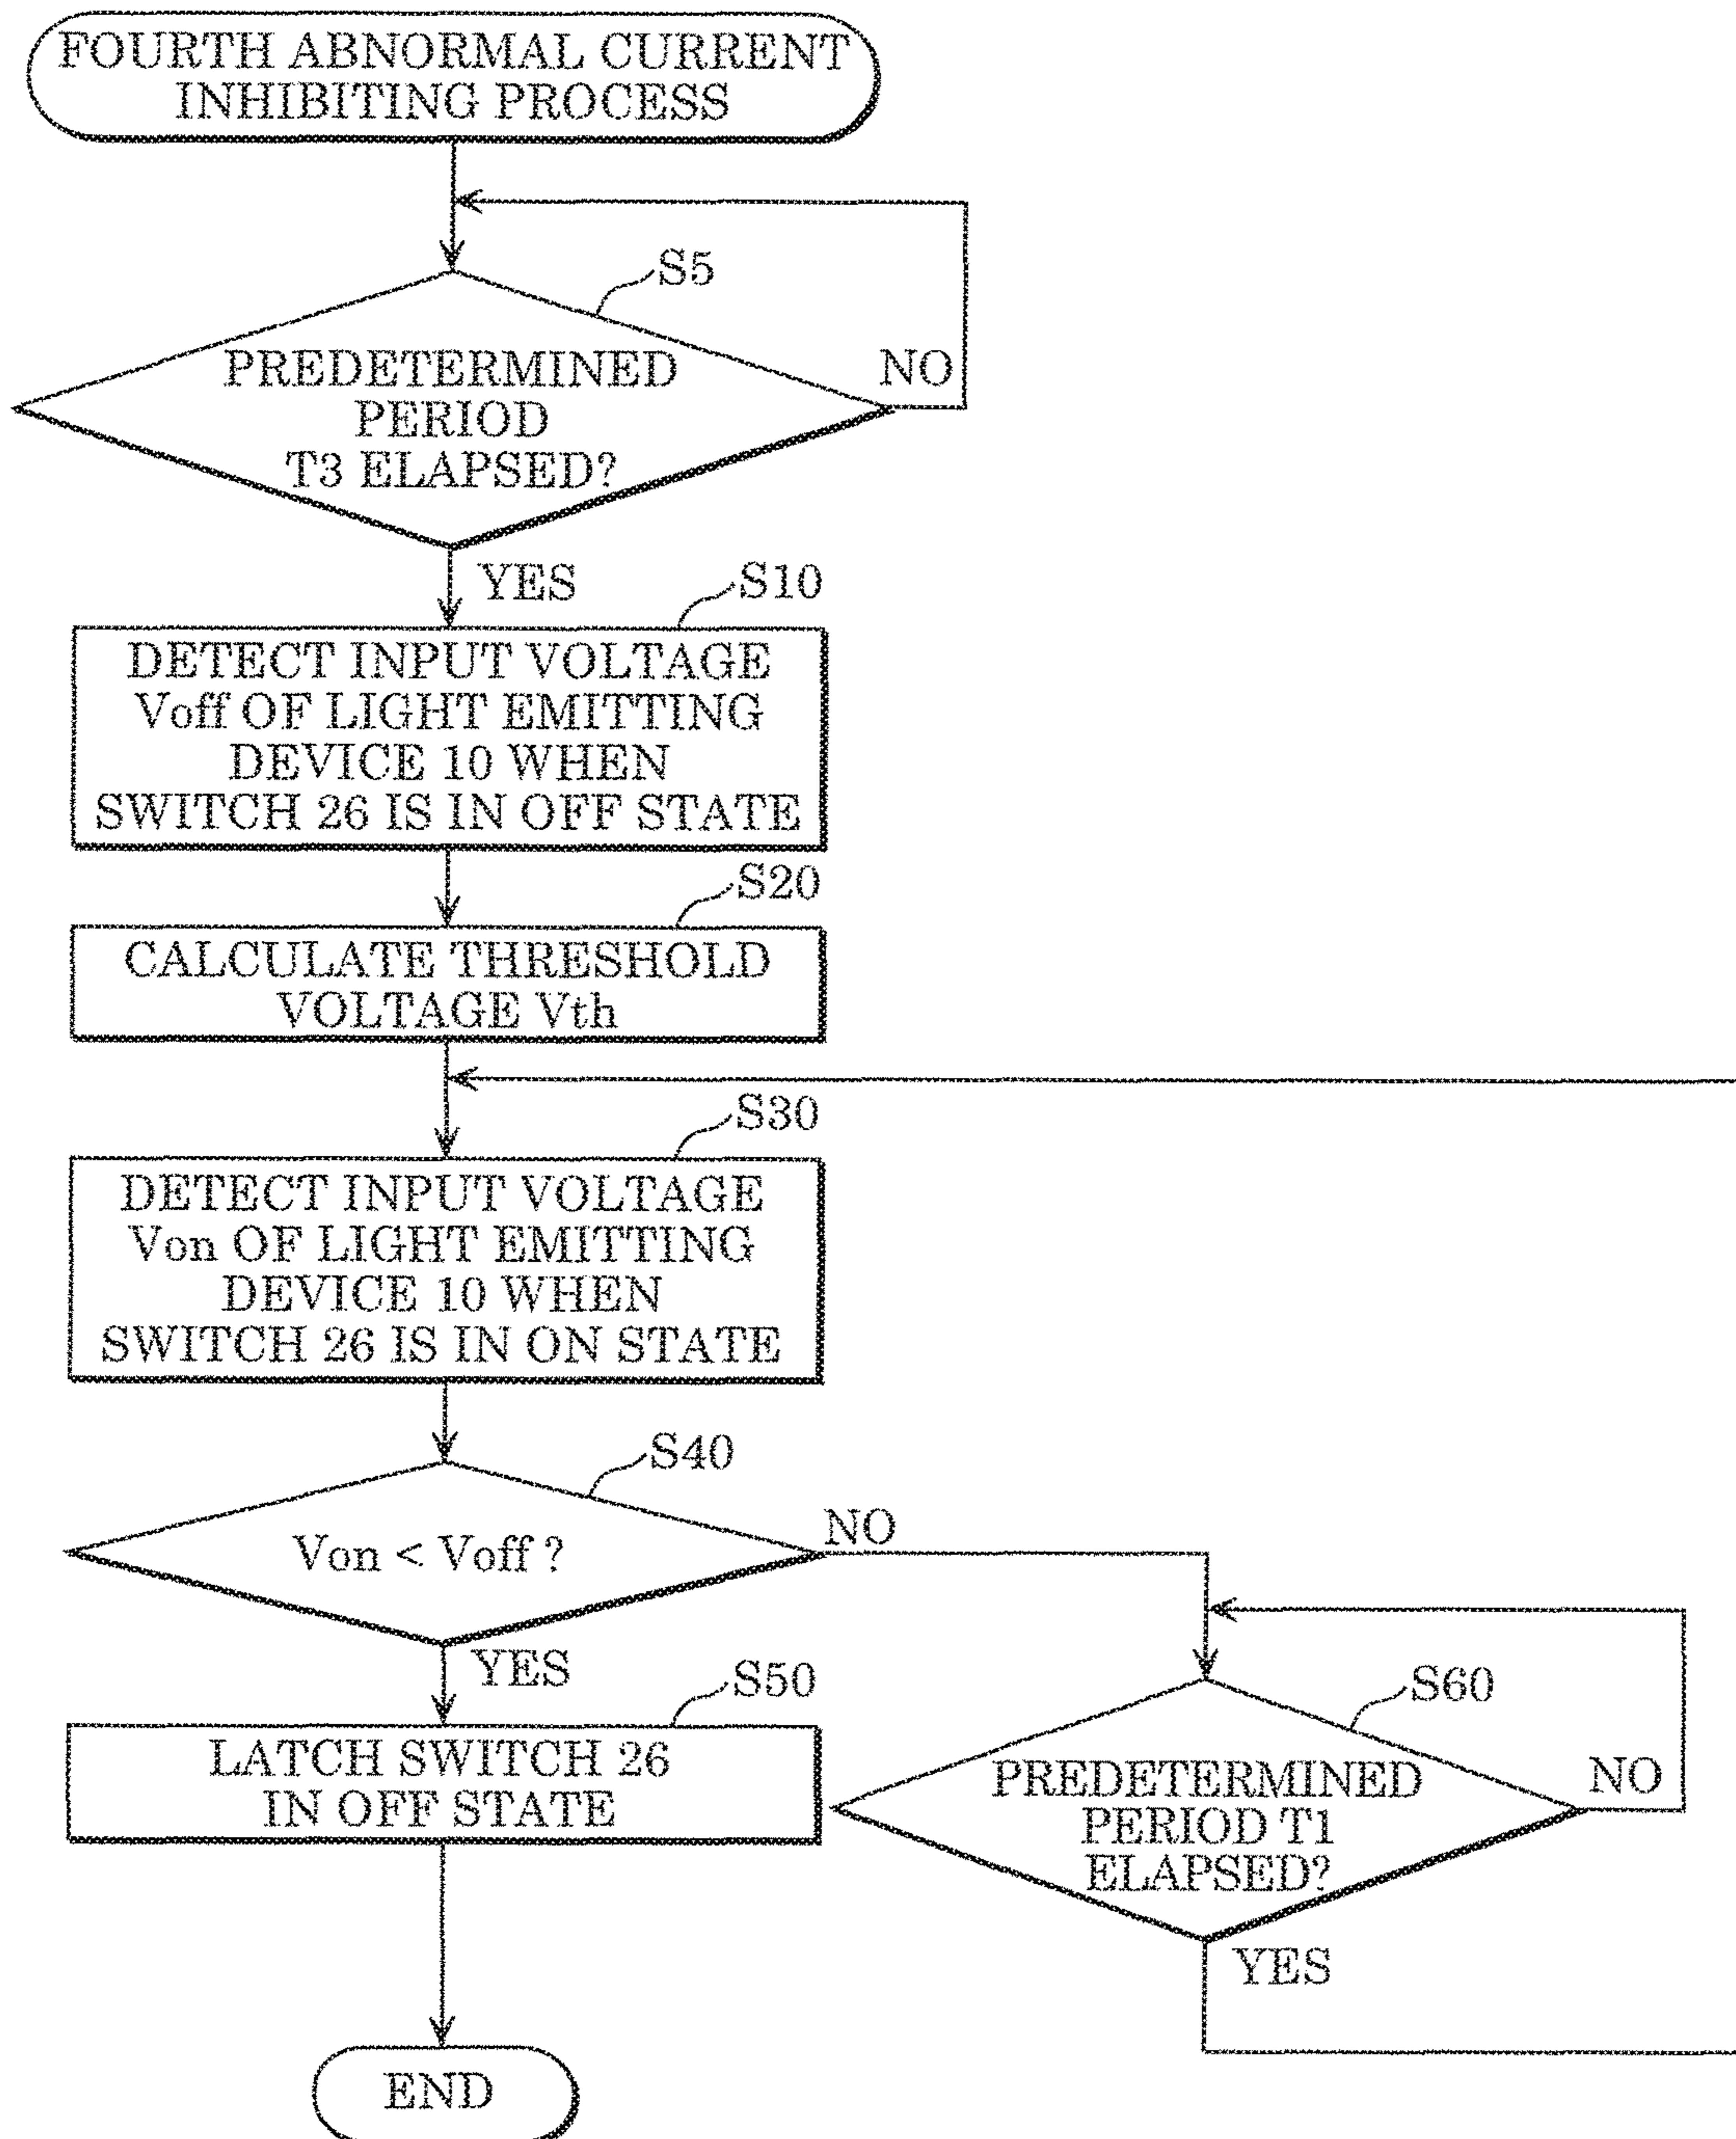 FOURTH ABNORMAL CURRENT
INHIBITING PROCESS
S5
PREDETERMINED
PERIOD
T3 ELAPSED?
NO
YES
S10
DETECT INPUT VOLTAGE
Voff OF LIGHT EMITTING
DEVICE 10 WHEN
SWITCH 26 IS IN OFF STATE
S20
CALCULATE THRESHOLD
VOLTAGE Vth
S30
DETECT INPUT VOLTAGE
Von OF LIGHT EMITTING
DEVICE 10 WHEN
SWITCH 26 IS IN ON STATE
S40
Von < Voff ?
NO
YES
S50
LATCH SWITCH 26
IN OFF STATE
S60
PREDETERMINED
PERIOD T1
ELAPSED?
NO
YES
END